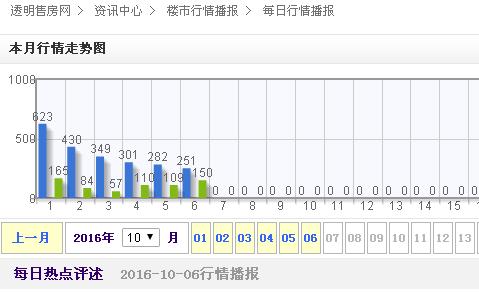 透明售房网 > 资讯中心 > 楼市行情播报 > 每日行情播报
本月行情走势图
1000
500
0
623 165 430 84 349 57 301 110 282 109 251 150 0 0 0 0 0 0 0 0 0 0 0 0 0 0 0 0 0 0
1 2 3 4 5 6 7 8 9 10 11 12 13 14 15
上一月 2016年 10 月 01 02 03 04 05 06 07 08 09 10 11 12 13
每日热点评述 2016-10-06行情播报